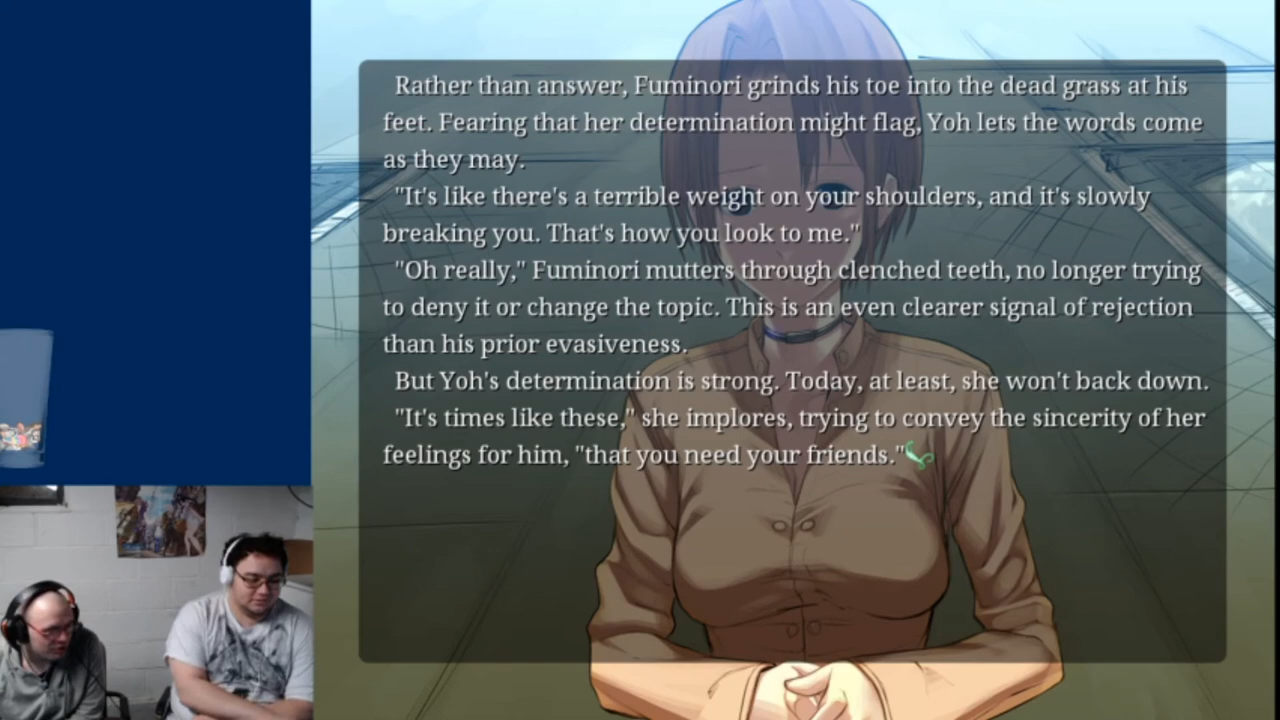 Rather than answer, Fuminori grinds his toe into the dead grass at his
feet. Fearing that her determination might flag, Yoh lets the words come
as they may.
"It's like there's a terrible weight on your shoulders, and it's slowly
breaking you. That's how you look to me."
"Oh really," Fuminori mutters through clenched teeth, no longer trying
to deny it or change the topic. This is an even clearer signal of rejection
than his prior evasiveness.
But Yoh's determination is strong. Today, at least, she won't back down.
"It's times like these," she implores, trying to convey the sincerity of her
feelings for him, "that you need your friends."